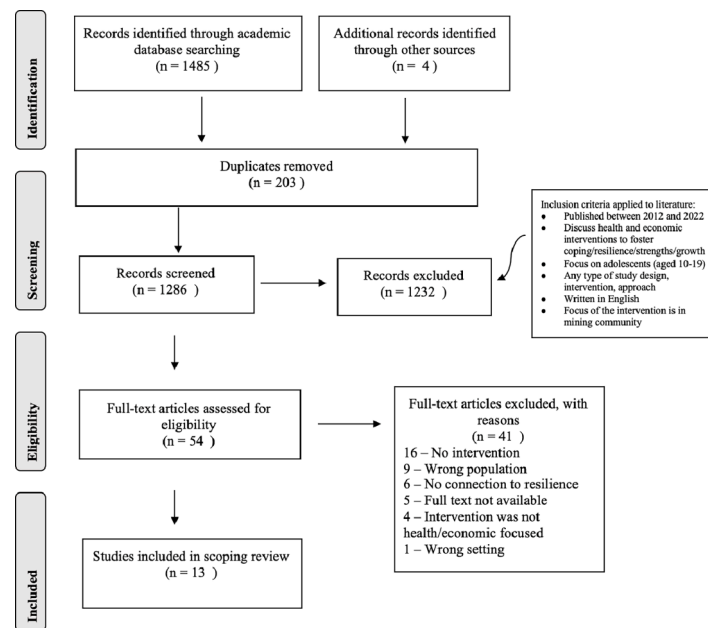 Identification
Records identified through academic
database searching
(n = 1485 )
Additional records identified
through other sources
(n = 4 )
Duplicates removed
(n = 203 )
Screening
Records screened
(n = 1286 )
Records excluded
(n = 1232 )
Inclusion criteria applied to literature:
● Published between 2012 and 2022
● Discuss health and economic
interventions to foster
coping/resilience/strengths/growth
● Focus on adolescents (aged 10-19)
● Any type of study design,
intervention, approach
● Written in English
● Focus of the intervention is in
mining community
Eligibility
Full-text articles assessed for
eligibility
(n = 54 )
Full-text articles excluded, with
reasons
(n = 41 )
16 – No intervention
9 – Wrong population
6 – No connection to resilience
5 – Full text not available
4 – Intervention was not
health/economic focused
1 – Wrong setting
Included
Studies included in scoping review
(n = 13 )